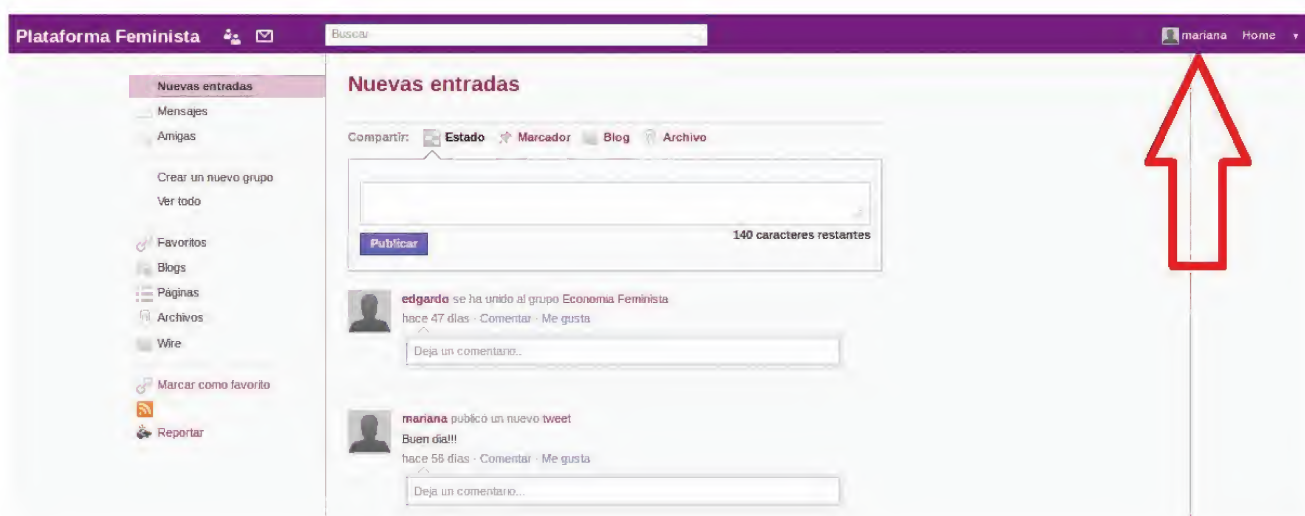 Plataforma Feminista
Buscar
mariana Home
Nuevas entradas
Mensajes
Amigas
Crear un nuevo grupo
Ver todo
Favoritos
Blogs
Páginas
Archivos
Wire
Marcar como favorito
Reportar
Nuevas entradas
Compartir: Estado Marcador Blog Archivo
Publicar
140 caracteres restantes
edgardo se ha unido al grupo Economia Feminista
hace 47 días · Comentar · Me gusta
Deja un comentario...
mariana publicó un nuevo tweet
Buen dia!!!
hace 56 días · Comentar · Me gusta
Deja un comentario...